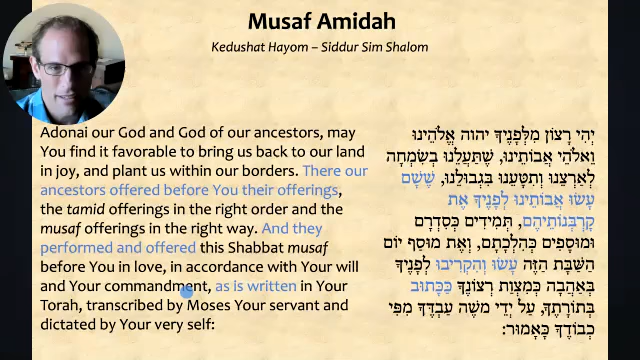 Musaf Amidah
Kedushat Hayom – Siddur Sim Shalom
Adonai our God and God of our ancestors, may
You find it favorable to bring us back to our land
in joy, and plant us within our borders. There our
ancestors offered before You their offerings,
the tamid offerings in the right order and the
musaf offerings in the right way. And they
performed and offered this Shabbat musaf
before You in love, in accordance with Your will
and Your commandment, as is written in Your
Torah, transcribed by Moses Your servant and
dictated by Your very self:
יְהִי רָצוֹן מִלְּפָנֶיךָ יהוה אֱלֹהֵינוּ
וֵאלֹהֵי אֲבוֹתֵינוּ, שֶׁתַּעֲלֵנוּ בְשִׂמְחָה
לְאַרְצֵנוּ וְתִטָּעֵנוּ בִּגְבוּלֵנוּ, שֶׁשָּׁם
עָשׂוּ אֲבוֹתֵינוּ לְפָנֶיךָ אֶת
קָרְבְּנוֹתֵיהֶם, תְּמִידִים כְּסִדְרָם
וּמוּסָפִים כְּהִלְכָתָם, וְאֶת מוּסַף יוֹם
הַשַּׁבָּת הַזֶּה עָשׂוּ וְהִקְרִיבוּ לְפָנֶיךָ
בְּאַהֲבָה כְּמִצְוַת רְצוֹנֶךָ כַּכָּתוּב
בְּתוֹרָתֶךָ, עַל יְדֵי משֶׁה עַבְדֶּךָ מִפִּי
כְבוֹדֶךָ כָּאָמוּר: